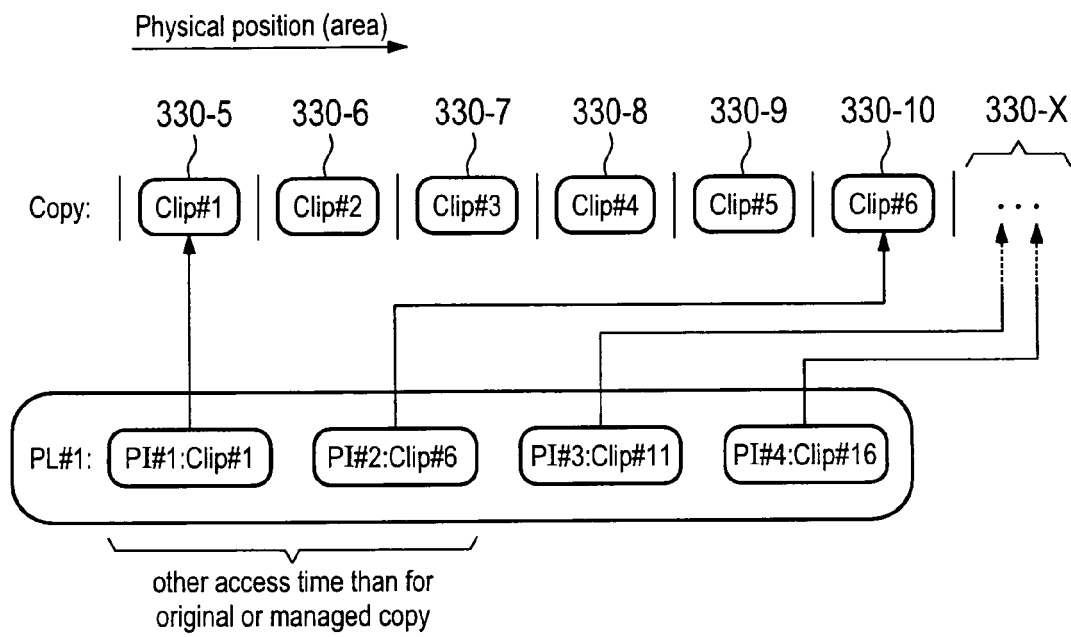 Physical position (area)
330-5 330-6 330-7 330-8 330-9 330-10 330-X
Copy: Clip#1 Clip#2 Clip#3 Clip#4 Clip#5 Clip#6 ...
PL#1: PI#1:Clip#1 PI#2:Clip#6 PI#3:Clip#11 PI#4:Clip#16
other access time than for
original or managed copy